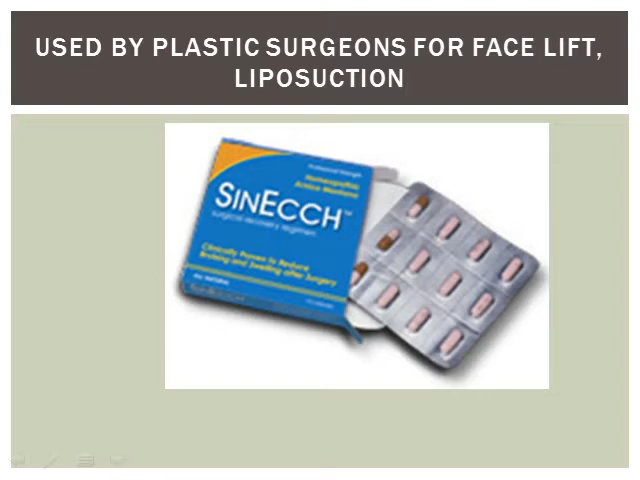 USED BY PLASTIC SURGEONS FOR FACE LIFT,
LIPOSUCTION
Professional Strength
Homeopathic
Arnica Montana
SINECCH™
surgical recovery regimen
Clinically Proven to Reduce
Bruising and Swelling after Surgery